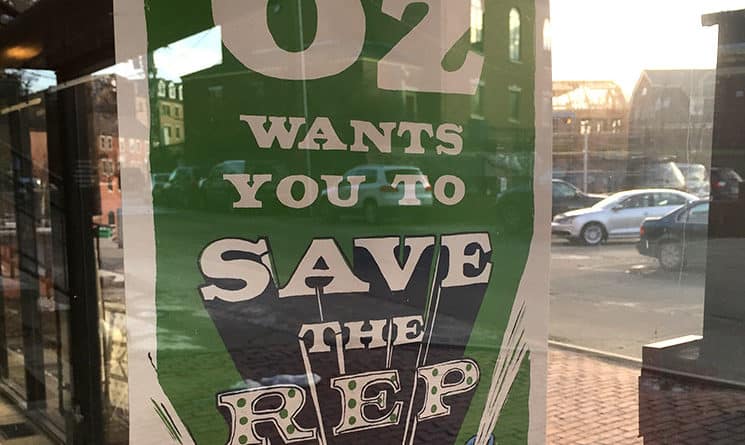 Oz
WANTS
YOU TO
SAVE
THE
REP